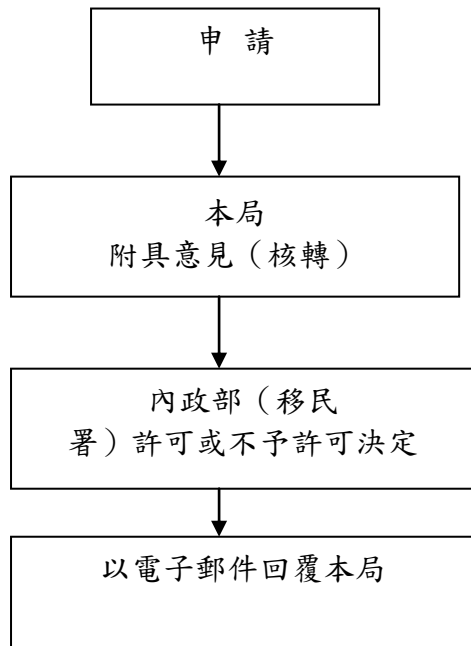 申 請
本局
附具意見（核轉）
內政部（移民
署）許可或不予許可決定
以電子郵件回覆本局